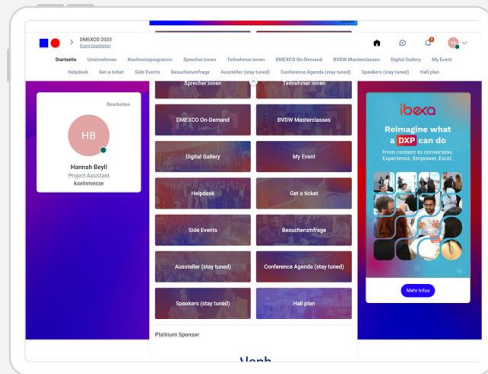 DMEXCO 2023
Event bearbeiten
Startseite Unternehmen Konferenzprogramm Sprecher:innen Teilnehmer:innen DMEXCO On-Demand BVDW Masterclasses Digital Gallery My Event
Helpdesk Get a ticket Side Events Besucherumfrage Aussteller (stay tuned) Conference Agenda (stay tuned) Speakers (stay tuned) Hall plan
Bearbeiten
HB
Hannah Beyll
Project Assistant
koelnmesse
Sprecher:innen
Teilnehmer:innen
DMEXCO On-Demand
BVDW Masterclasses
Digital Gallery
My Event
Helpdesk
Get a ticket
Side Events
Besucherumfrage
Aussteller (stay tuned)
Conference Agenda (stay tuned)
Speakers (stay tuned)
Hall plan
Platinum Sponsor
ibexa
Reimagine what
a DXP can do
From content to conversion.
Experience. Empower. Excel.
Mehr Infos